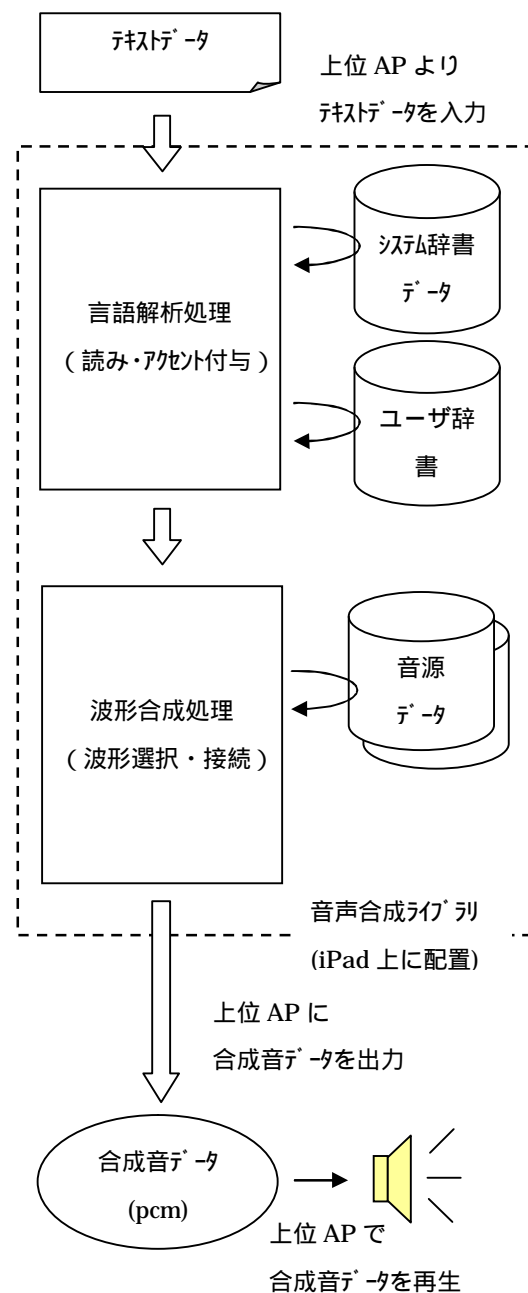 ﾃｷｽﾄﾃﾞｰﾀ
上位 AP より
ﾃｷｽﾄﾃﾞｰﾀを入力
ｼｽﾃﾑ辞書
ﾃﾞｰﾀ
言語解析処理
（読み・ｱｸｾﾝﾄ付与）
ユーザ辞
書
音源
ﾃﾞｰﾀ
波形合成処理
（波形選択・接続）
音声合成ﾗｲﾌﾞﾗﾘ
(iPad 上に配置)
上位 AP に
合成音ﾃﾞｰﾀを出力
合成音ﾃﾞｰﾀ
(pcm)
上位 AP で
合成音ﾃﾞｰﾀを再生